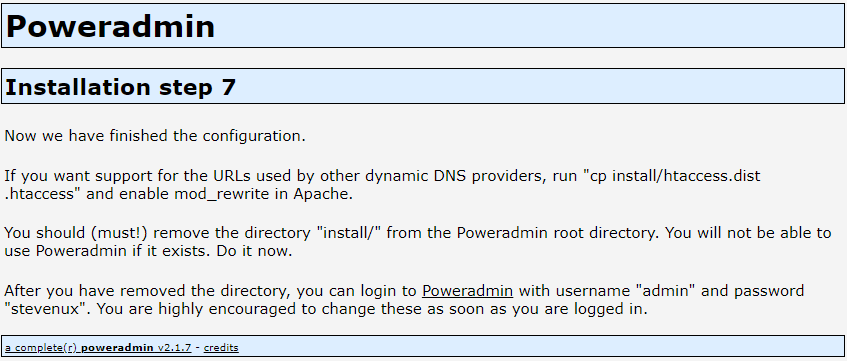 Poweradmin
Installation step 7
Now we have finished the configuration.
If you want support for the URLs used by other dynamic DNS providers, run "cp install/htaccess.dist
.htaccess" and enable mod_rewrite in Apache.
You should (must!) remove the directory "install/" from the Poweradmin root directory. You will not be able to
use Poweradmin if it exists. Do it now.
After you have removed the directory, you can login to Poweradmin with username "admin" and password
"stevenux". You are highly encouraged to change these as soon as you are logged in.
a complete(r) poweradmin v2.1.7 - credits